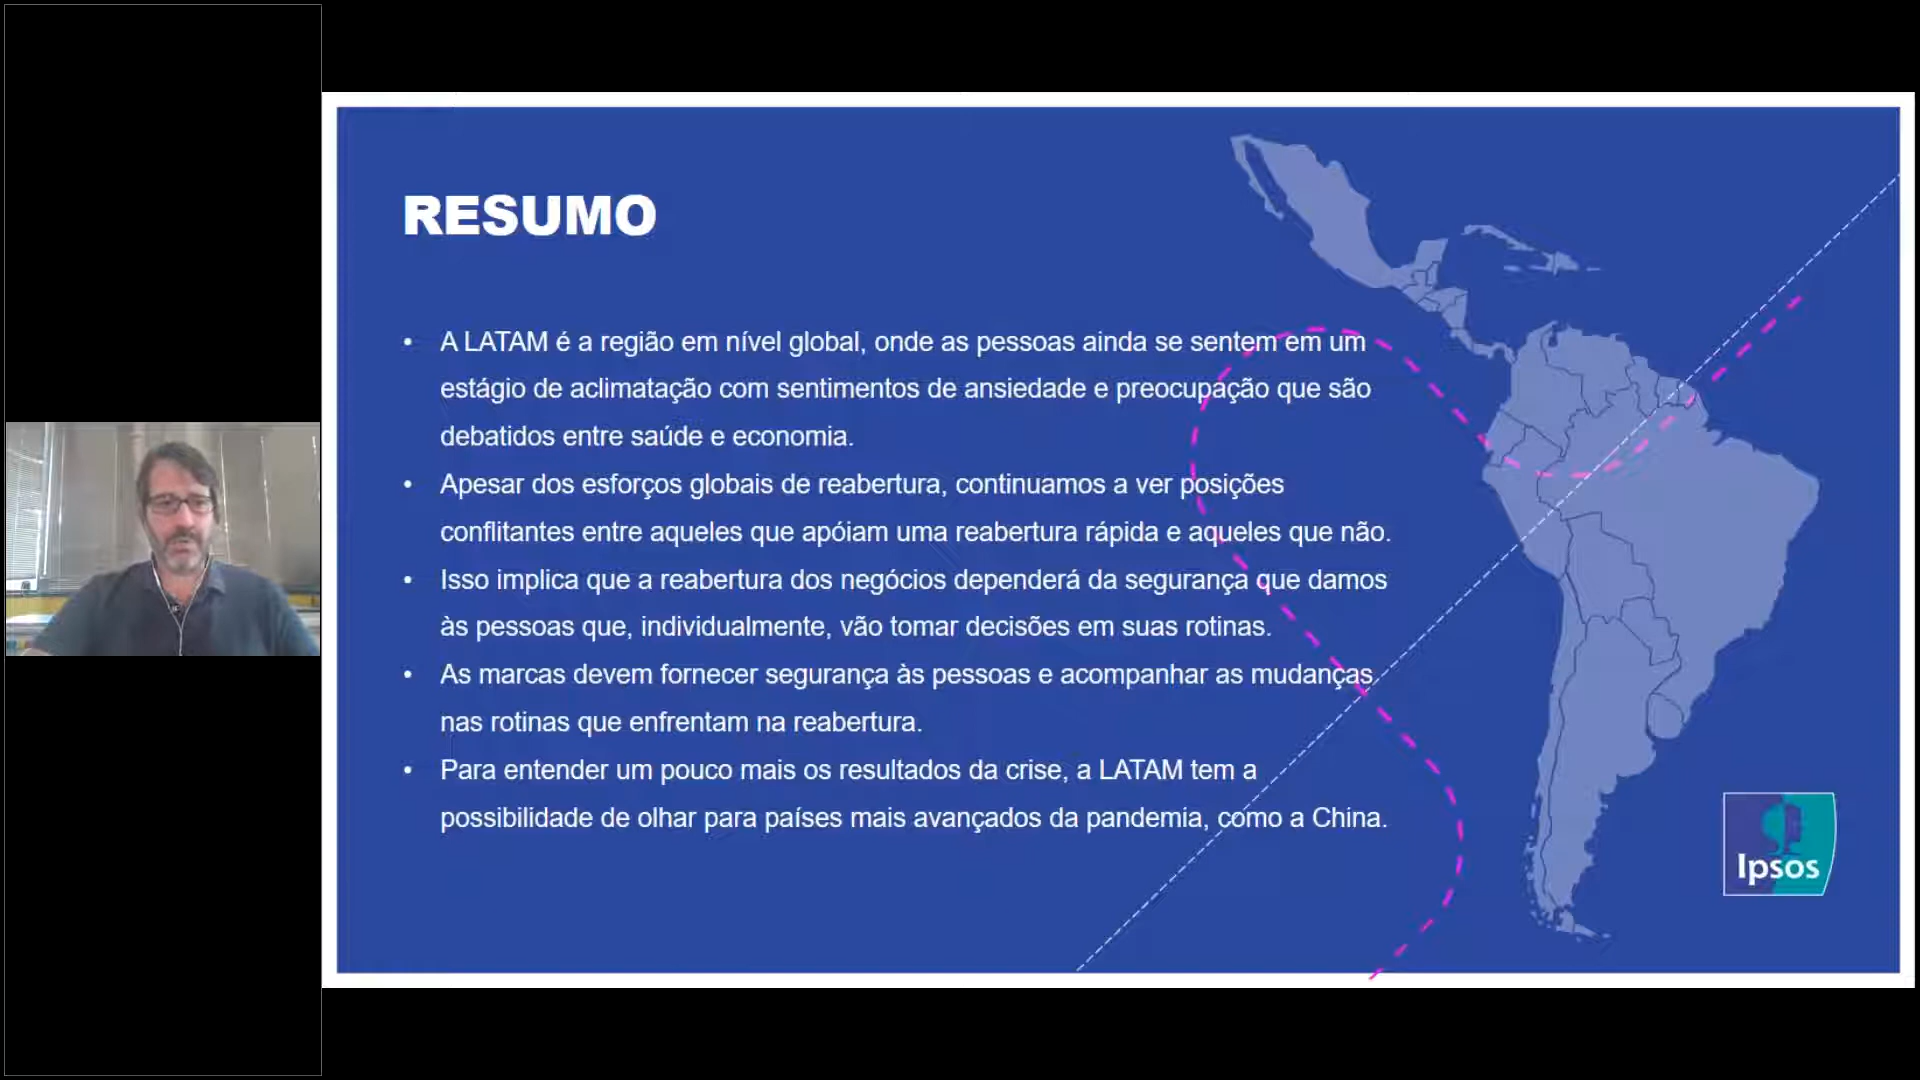 RESUMO
• A LATAM é a região em nível global, onde as pessoas ainda se sentem em um
estágio de aclimatação com sentimentos de ansiedade e preocupação que são
debatidos entre saúde e economia.
• Apesar dos esforços globais de reabertura, continuamos a ver posições
conflitantes entre aqueles que apóiam uma reabertura rápida e aqueles que não.
• Isso implica que a reabertura dos negócios dependerá da segurança que damos
às pessoas que, individualmente, vão tomar decisões em suas rotinas.
• As marcas devem fornecer segurança às pessoas e acompanhar as mudanças
nas rotinas que enfrentam na reabertura.
• Para entender um pouco mais os resultados da crise, a LATAM tem a
possibilidade de olhar para países mais avançados da pandemia, como a China.
Ipsos